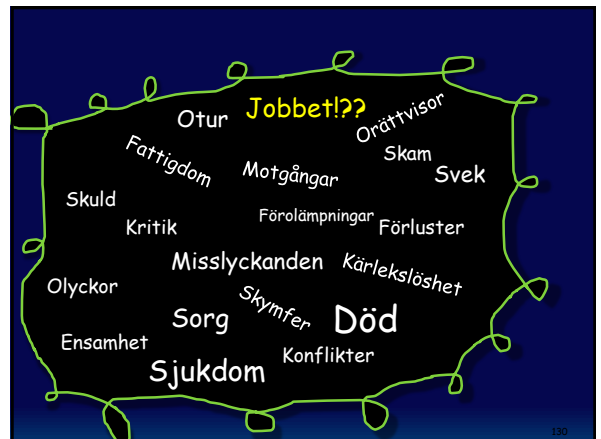 Jobbet!??
Otur
Orättvisor
Fattigdom
Motgångar
Skam
Svek
Skuld
Kritik
Förolämpningar
Förluster
Misslyckanden
Kärlekslöshet
Olyckor
Skymfer
Sorg
Död
Ensamhet
Konflikter
Sjukdom
130